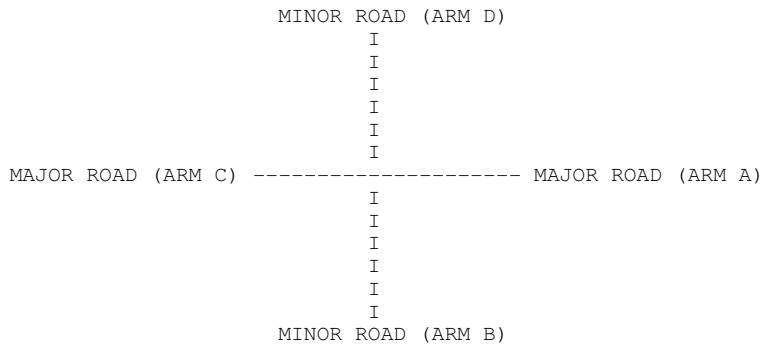 MINOR ROAD (ARM D)
I
I
I
I
I
I
MAJOR ROAD (ARM C) --------------------- MAJOR ROAD (ARM A)
I
I
I
I
I
I
MINOR ROAD (ARM B)